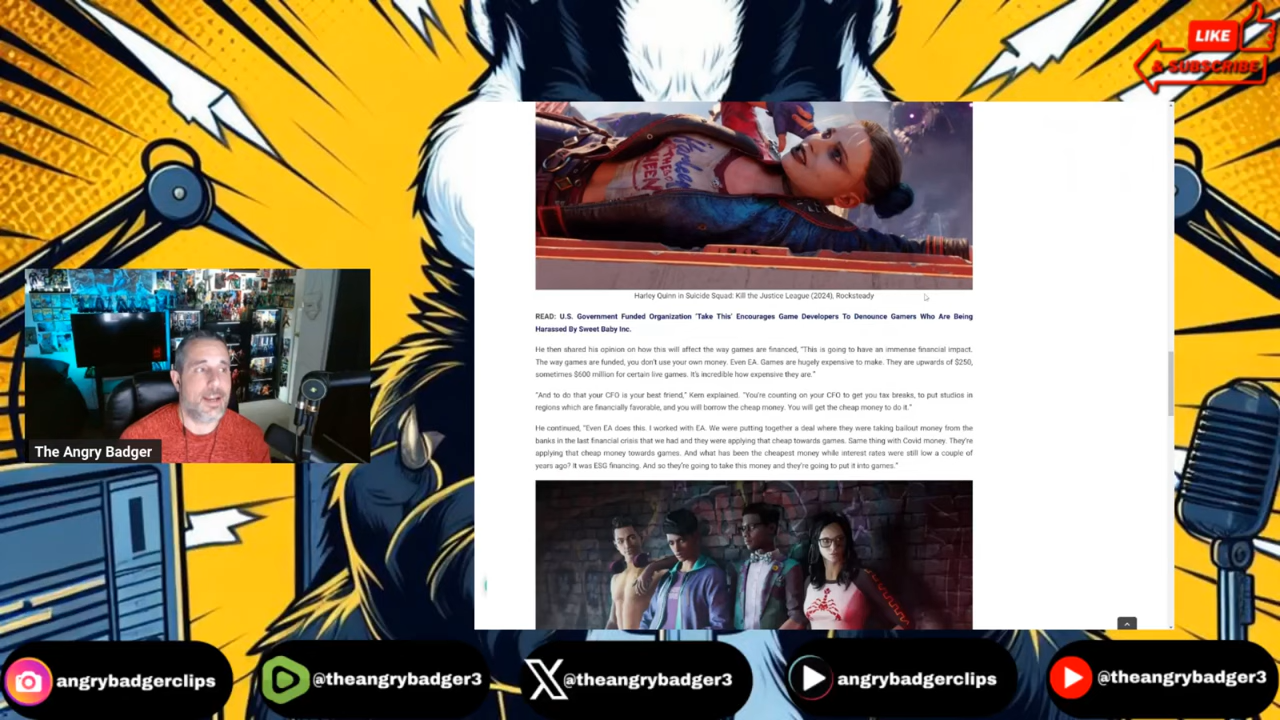 LIKE
& SUBSCRIBE
Harley Quinn in Suicide Squad: Kill the Justice League (2024), Rocksteady
READ: U.S. Government Funded Organization 'Take This' Encourages Game Developers To Denounce Gamers Who Are Being
Harassed By Sweet Baby Inc.
He then shared his opinion on how this will affect the way games are financed, "This is going to have an immense financial impact.
The way games are funded, you don't use your own money. Even EA. Games are hugely expensive to make. They are upwards of $250,
sometimes $600 million for certain live games. It's incredible how expensive they are."
"And to do that your CFO is your best friend," Kern explained. "You're counting on your CFO to get you tax breaks, to put studios in
regions which are financially favorable, and you will borrow the cheap money. You will get the cheap money to do it."
He continued, "Even EA does this. I worked with EA. We were putting together a deal where they were taking bailout money from the
banks in the last financial crisis that we had and they were applying that cheap towards games. Same thing with Covid money. They're
applying that cheap money towards games. And what has been the cheapest money while interest rates were still low a couple of
years ago? It was ESG financing. And so they're going to take this money and they're going to put it into games."
The Angry Badger
angrybadgerclips
@theangrybadger3
@theangrybadger3
angrybadgerclips
@theangrybadger3